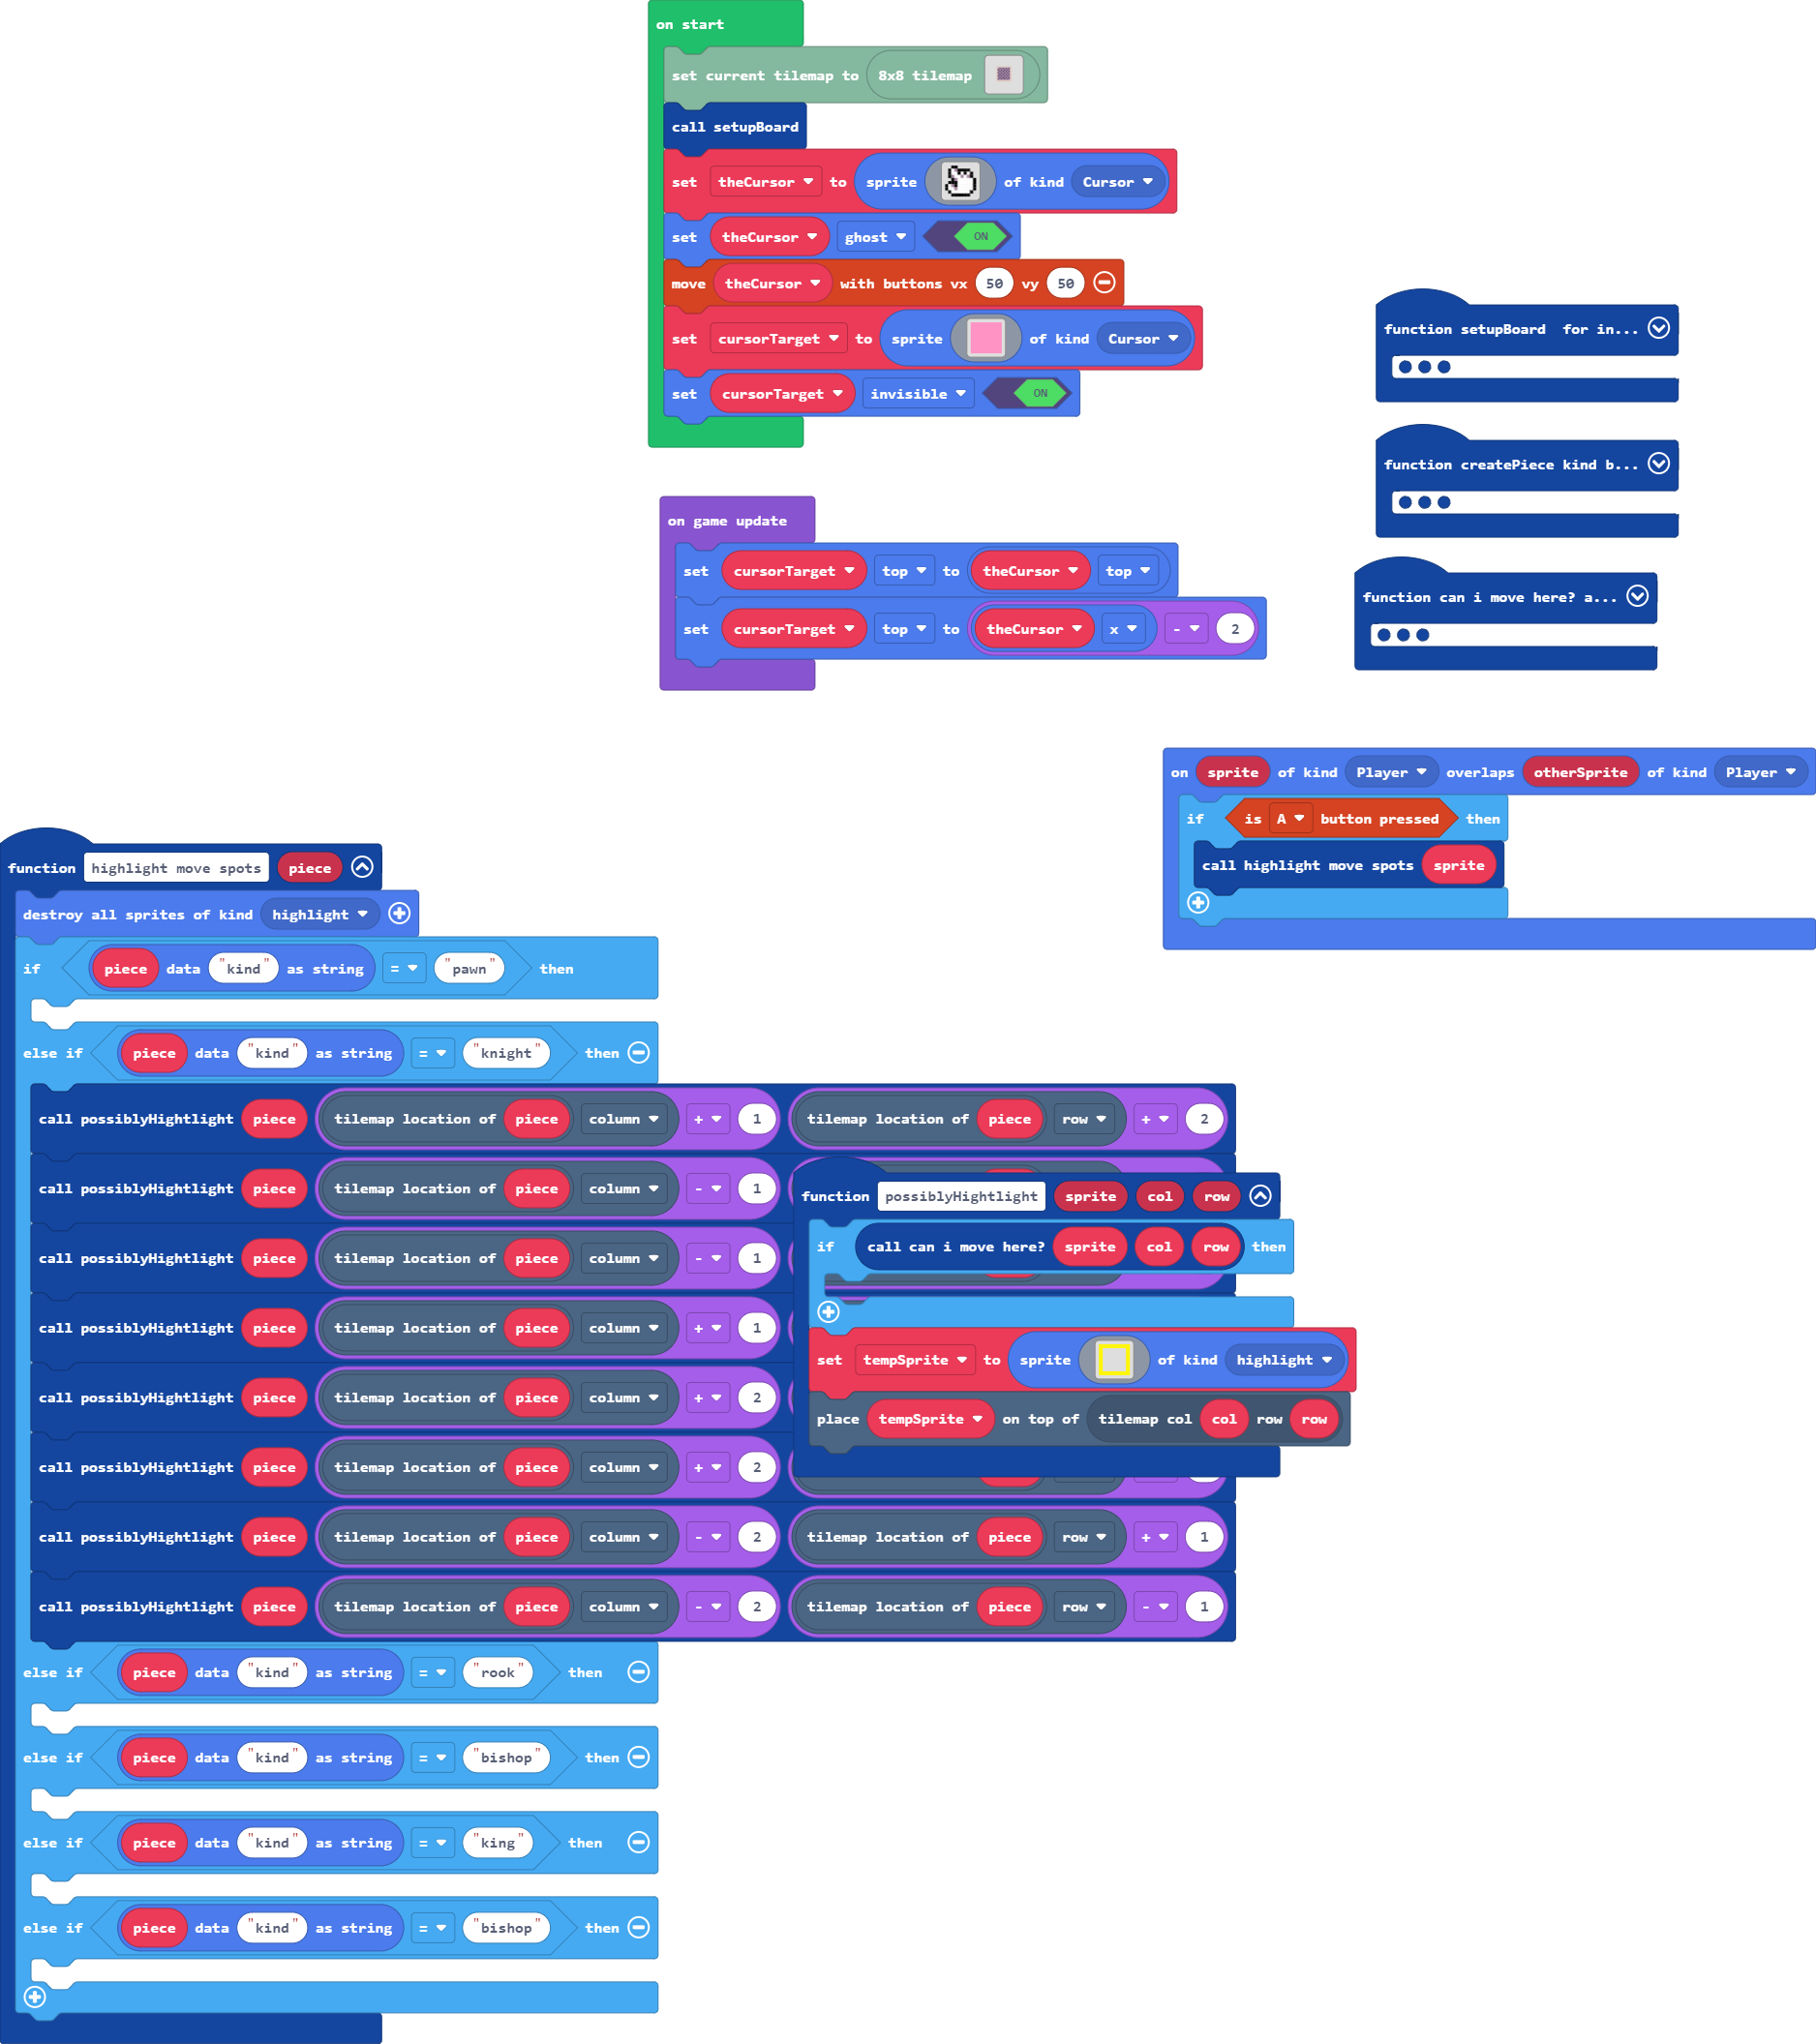 on start
set current tilemap to 8x8 tilemap
call setupBoard
set theCursor to sprite of kind Cursor
set theCursor ghost ON
move theCursor with buttons vx 50 vy 50
set cursorTarget to sprite of kind Cursor
set cursorTarget invisible ON
function setupBoard for in...
function createPiece kind b...
function can i move here? a...
on game update
set cursorTarget top to theCursor top
set cursorTarget top to theCursor x - 2
on sprite of kind Player overlaps otherSprite of kind Player
if is A button pressed then
call highlight move spots sprite
function highlight move spots piece
destroy all sprites of kind highlight
if piece data "kind" as string = "pawn" then
else if piece data "kind" as string = "knight" then
call possiblyHightlight piece tilemap location of piece column + 1 tilemap location of piece row + 2
call possiblyHightlight piece tilemap location of piece column - 1
call possiblyHightlight piece tilemap location of piece column - 1
call possiblyHightlight piece tilemap location of piece column + 1
call possiblyHightlight piece tilemap location of piece column + 2
call possiblyHightlight piece tilemap location of piece column + 2
call possiblyHightlight piece tilemap location of piece column - 2 tilemap location of piece row + 1
call possiblyHightlight piece tilemap location of piece column - 2 tilemap location of piece row - 1
else if piece data "kind" as string = "rook" then
else if piece data "kind" as string = "bishop" then
else if piece data "kind" as string = "king" then
else if piece data "kind" as string = "bishop" then
function possiblyHightlight sprite col row
if call can i move here? sprite col row then
set tempSprite to sprite of kind highlight
place tempSprite on top of tilemap col col row row